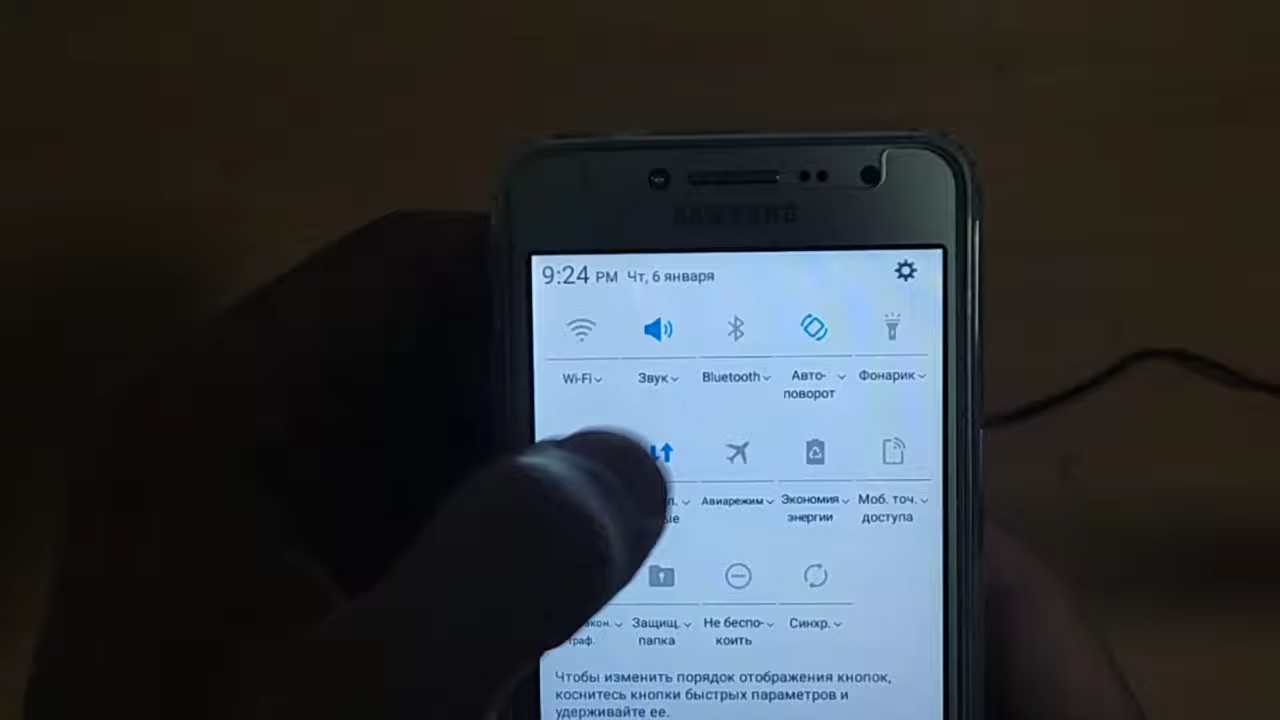 SAMSUNG
9:24 PM Чт, 6 января
Wi-Fi Звук Bluetooth Авто- Фонарик
поворот
Авиарежим Экономия Моб. точ.
энергии доступа
Защищ. Не беспо- Синхр.
папка коить
Чтобы изменить порядок отображения кнопок,
коснитесь кнопки быстрых параметров и
удерживайте ее.